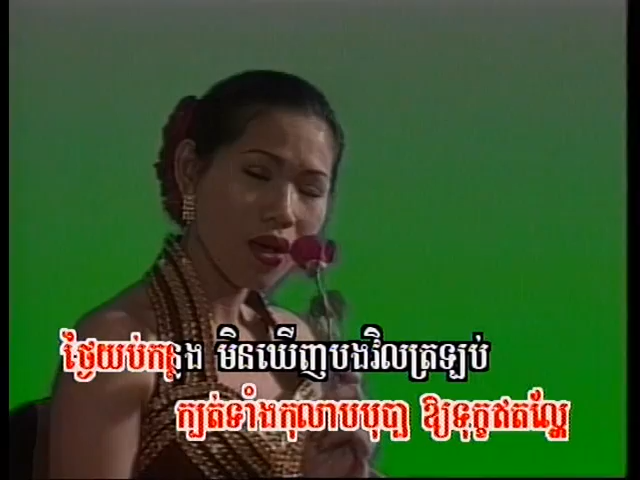 ថ្ងៃយប់កន្លង មិនឃើញបងវិលត្រឡប់
ក្បត់ទាំងកុលាបបុប្ផា ឱ្យទុក្ខឥតល្ហែ